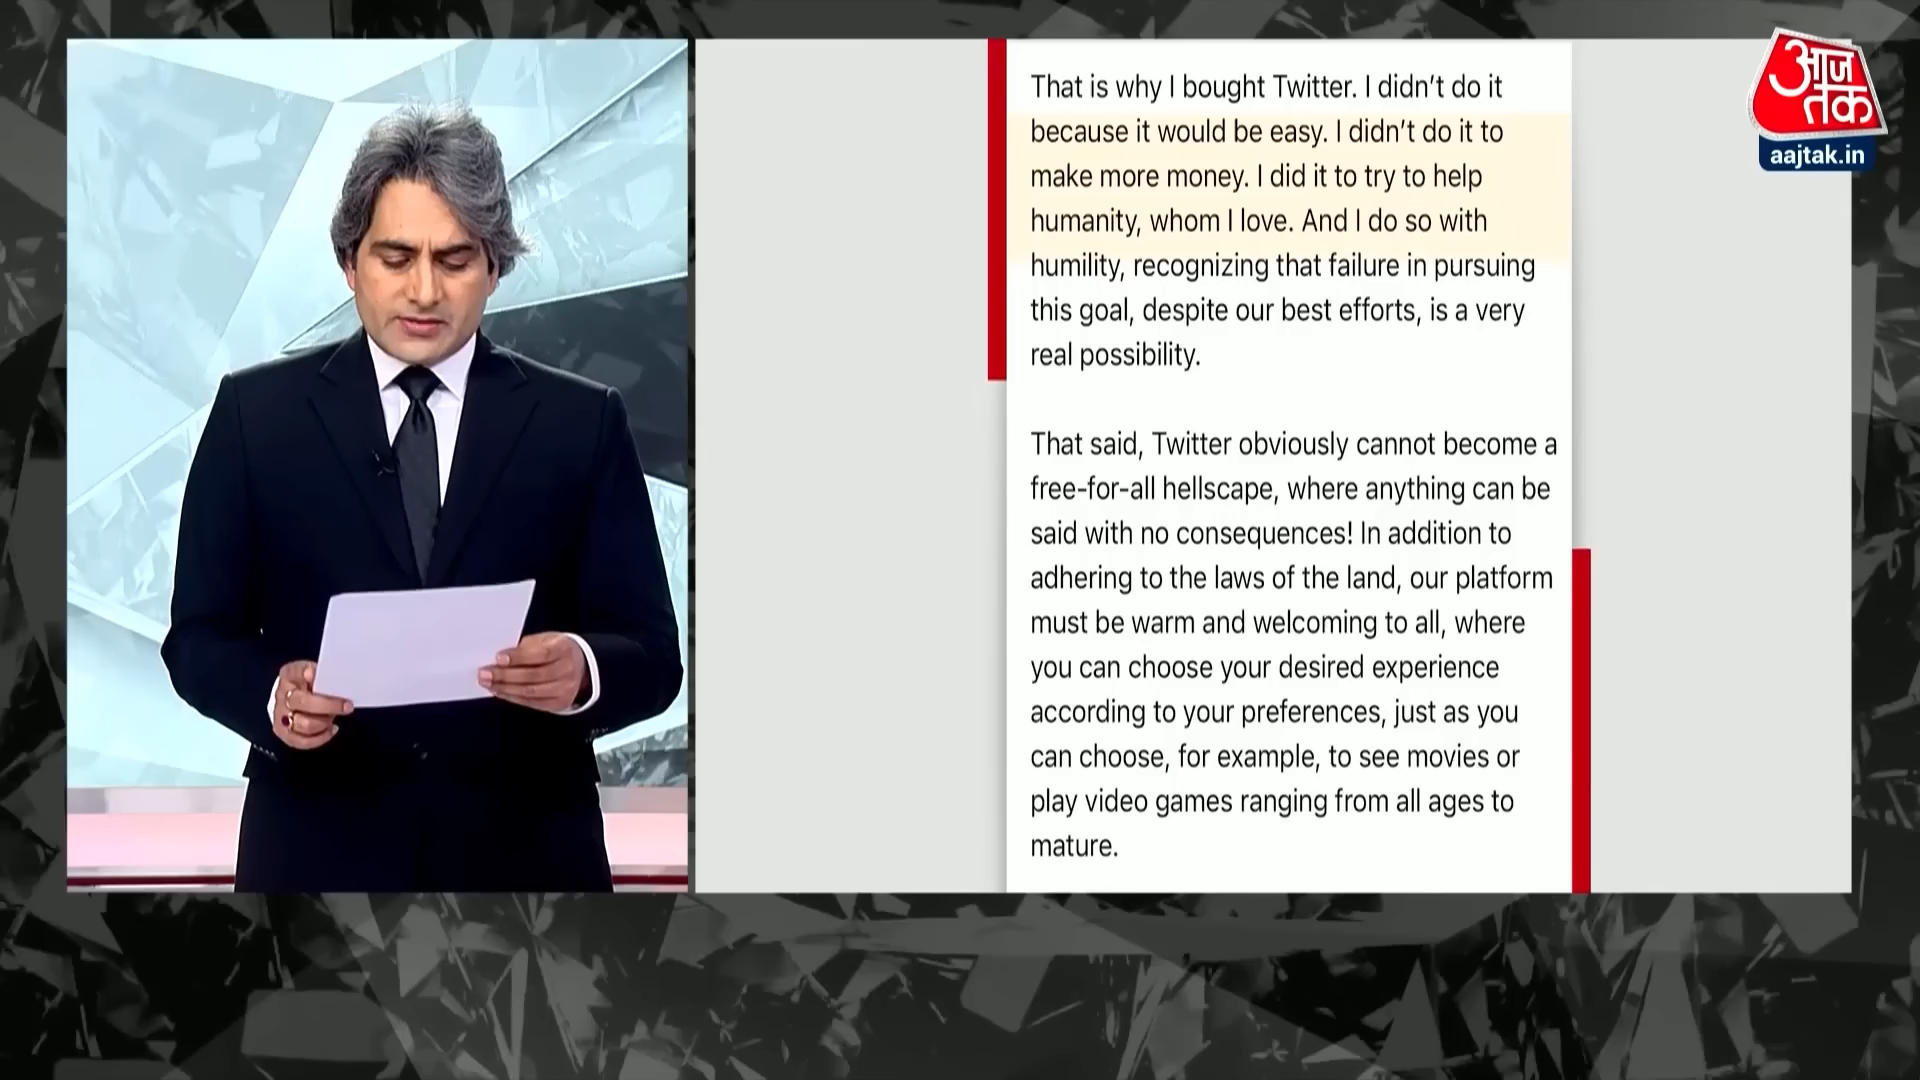 That is why I bought Twitter. I didn’t do it
because it would be easy. I didn’t do it to
make more money. I did it to try to help
humanity, whom I love. And I do so with
humility, recognizing that failure in pursuing
this goal, despite our best efforts, is a very
real possibility.
That said, Twitter obviously cannot become a
free-for-all hellscape, where anything can be
said with no consequences! In addition to
adhering to the laws of the land, our platform
must be warm and welcoming to all, where
you can choose your desired experience
according to your preferences, just as you
can choose, for example, to see movies or
play video games ranging from all ages to
mature.
आज
तक
aajtak.in